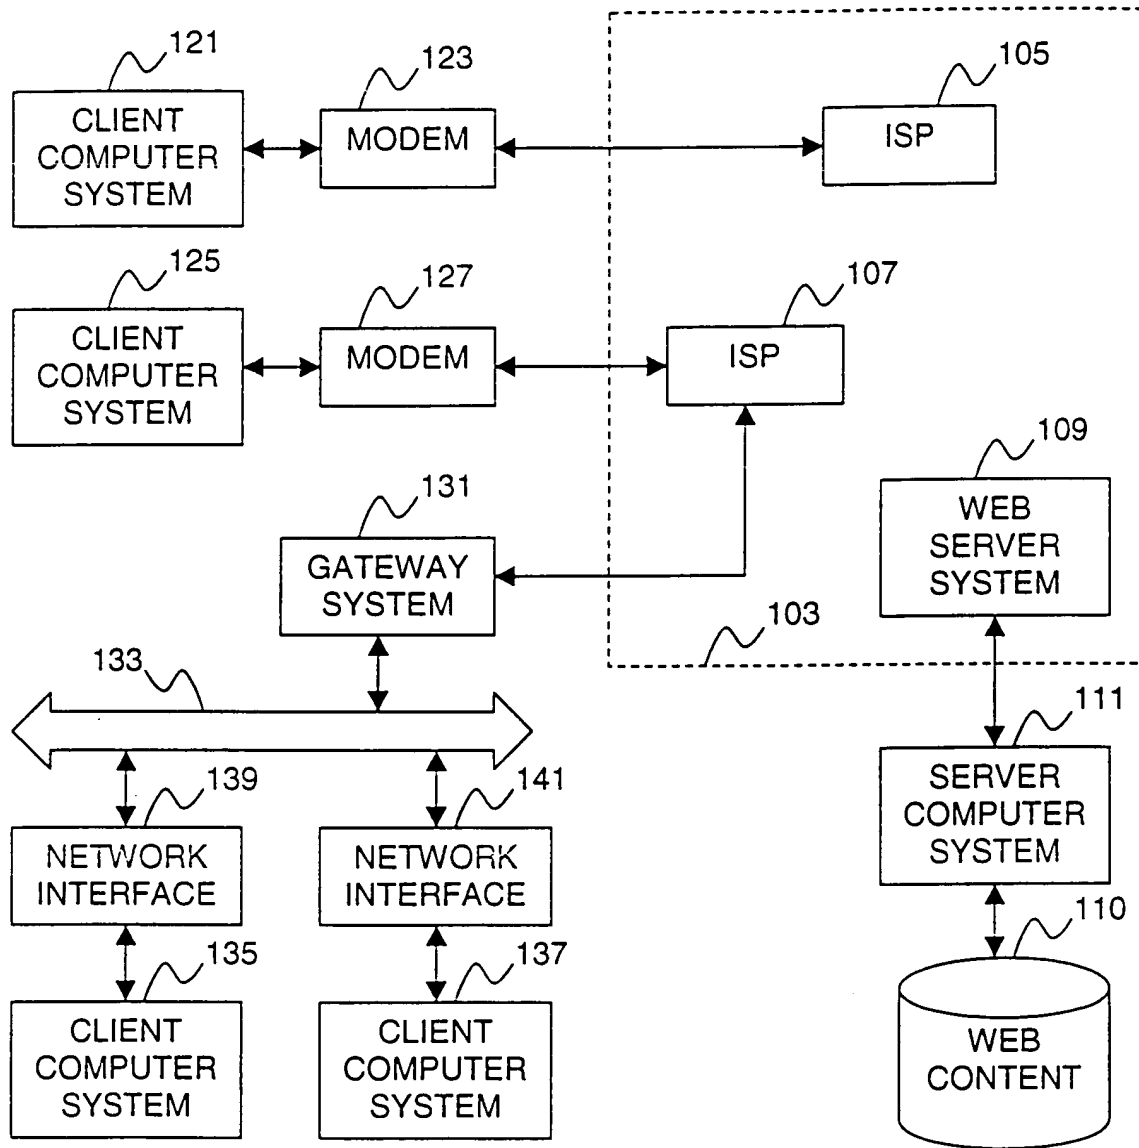 121
123
105
CLIENT
COMPUTER
SYSTEM
MODEM
ISP
125
127
107
CLIENT
COMPUTER
SYSTEM
MODEM
ISP
109
131
WEB
SERVER
SYSTEM
GATEWAY
SYSTEM
103
133
111
139
141
SERVER
COMPUTER
SYSTEM
NETWORK
INTERFACE
NETWORK
INTERFACE
110
135
137
CLIENT
COMPUTER
SYSTEM
CLIENT
COMPUTER
SYSTEM
WEB
CONTENT